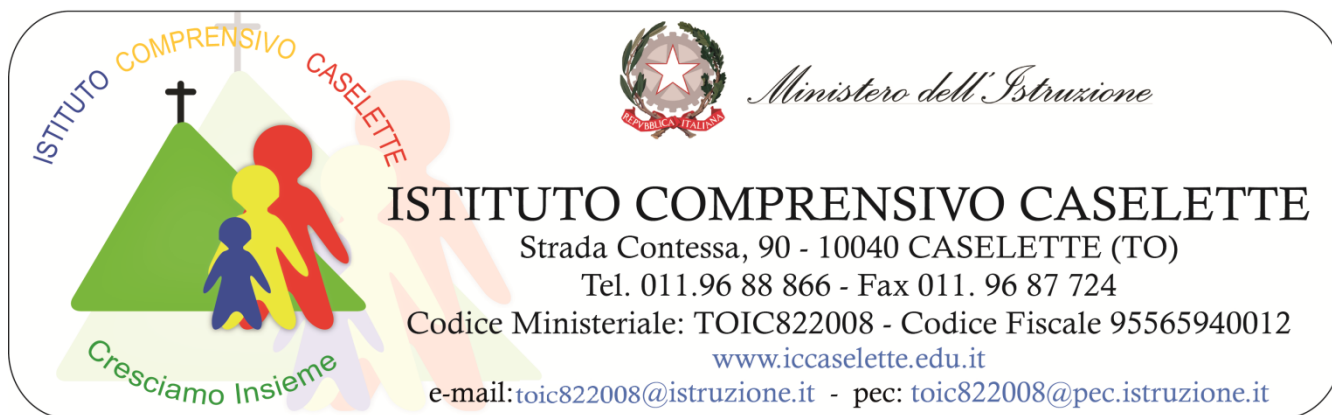 ISTITUTO COMPRENSIVO CASELETTE
Cresciamo Insieme
REPVBBLICA ITALIANA
Ministero dell'Istruzione
ISTITUTO COMPRENSIVO CASELETTE
Strada Contessa, 90 - 10040 CASELETTE (TO)
Tel. 011.96 88 866 - Fax 011. 96 87 724
Codice Ministeriale: TOIC822008 - Codice Fiscale 95565940012
www.iccaselette.edu.it
e-mail:toic822008@istruzione.it - pec: toic822008@pec.istruzione.it